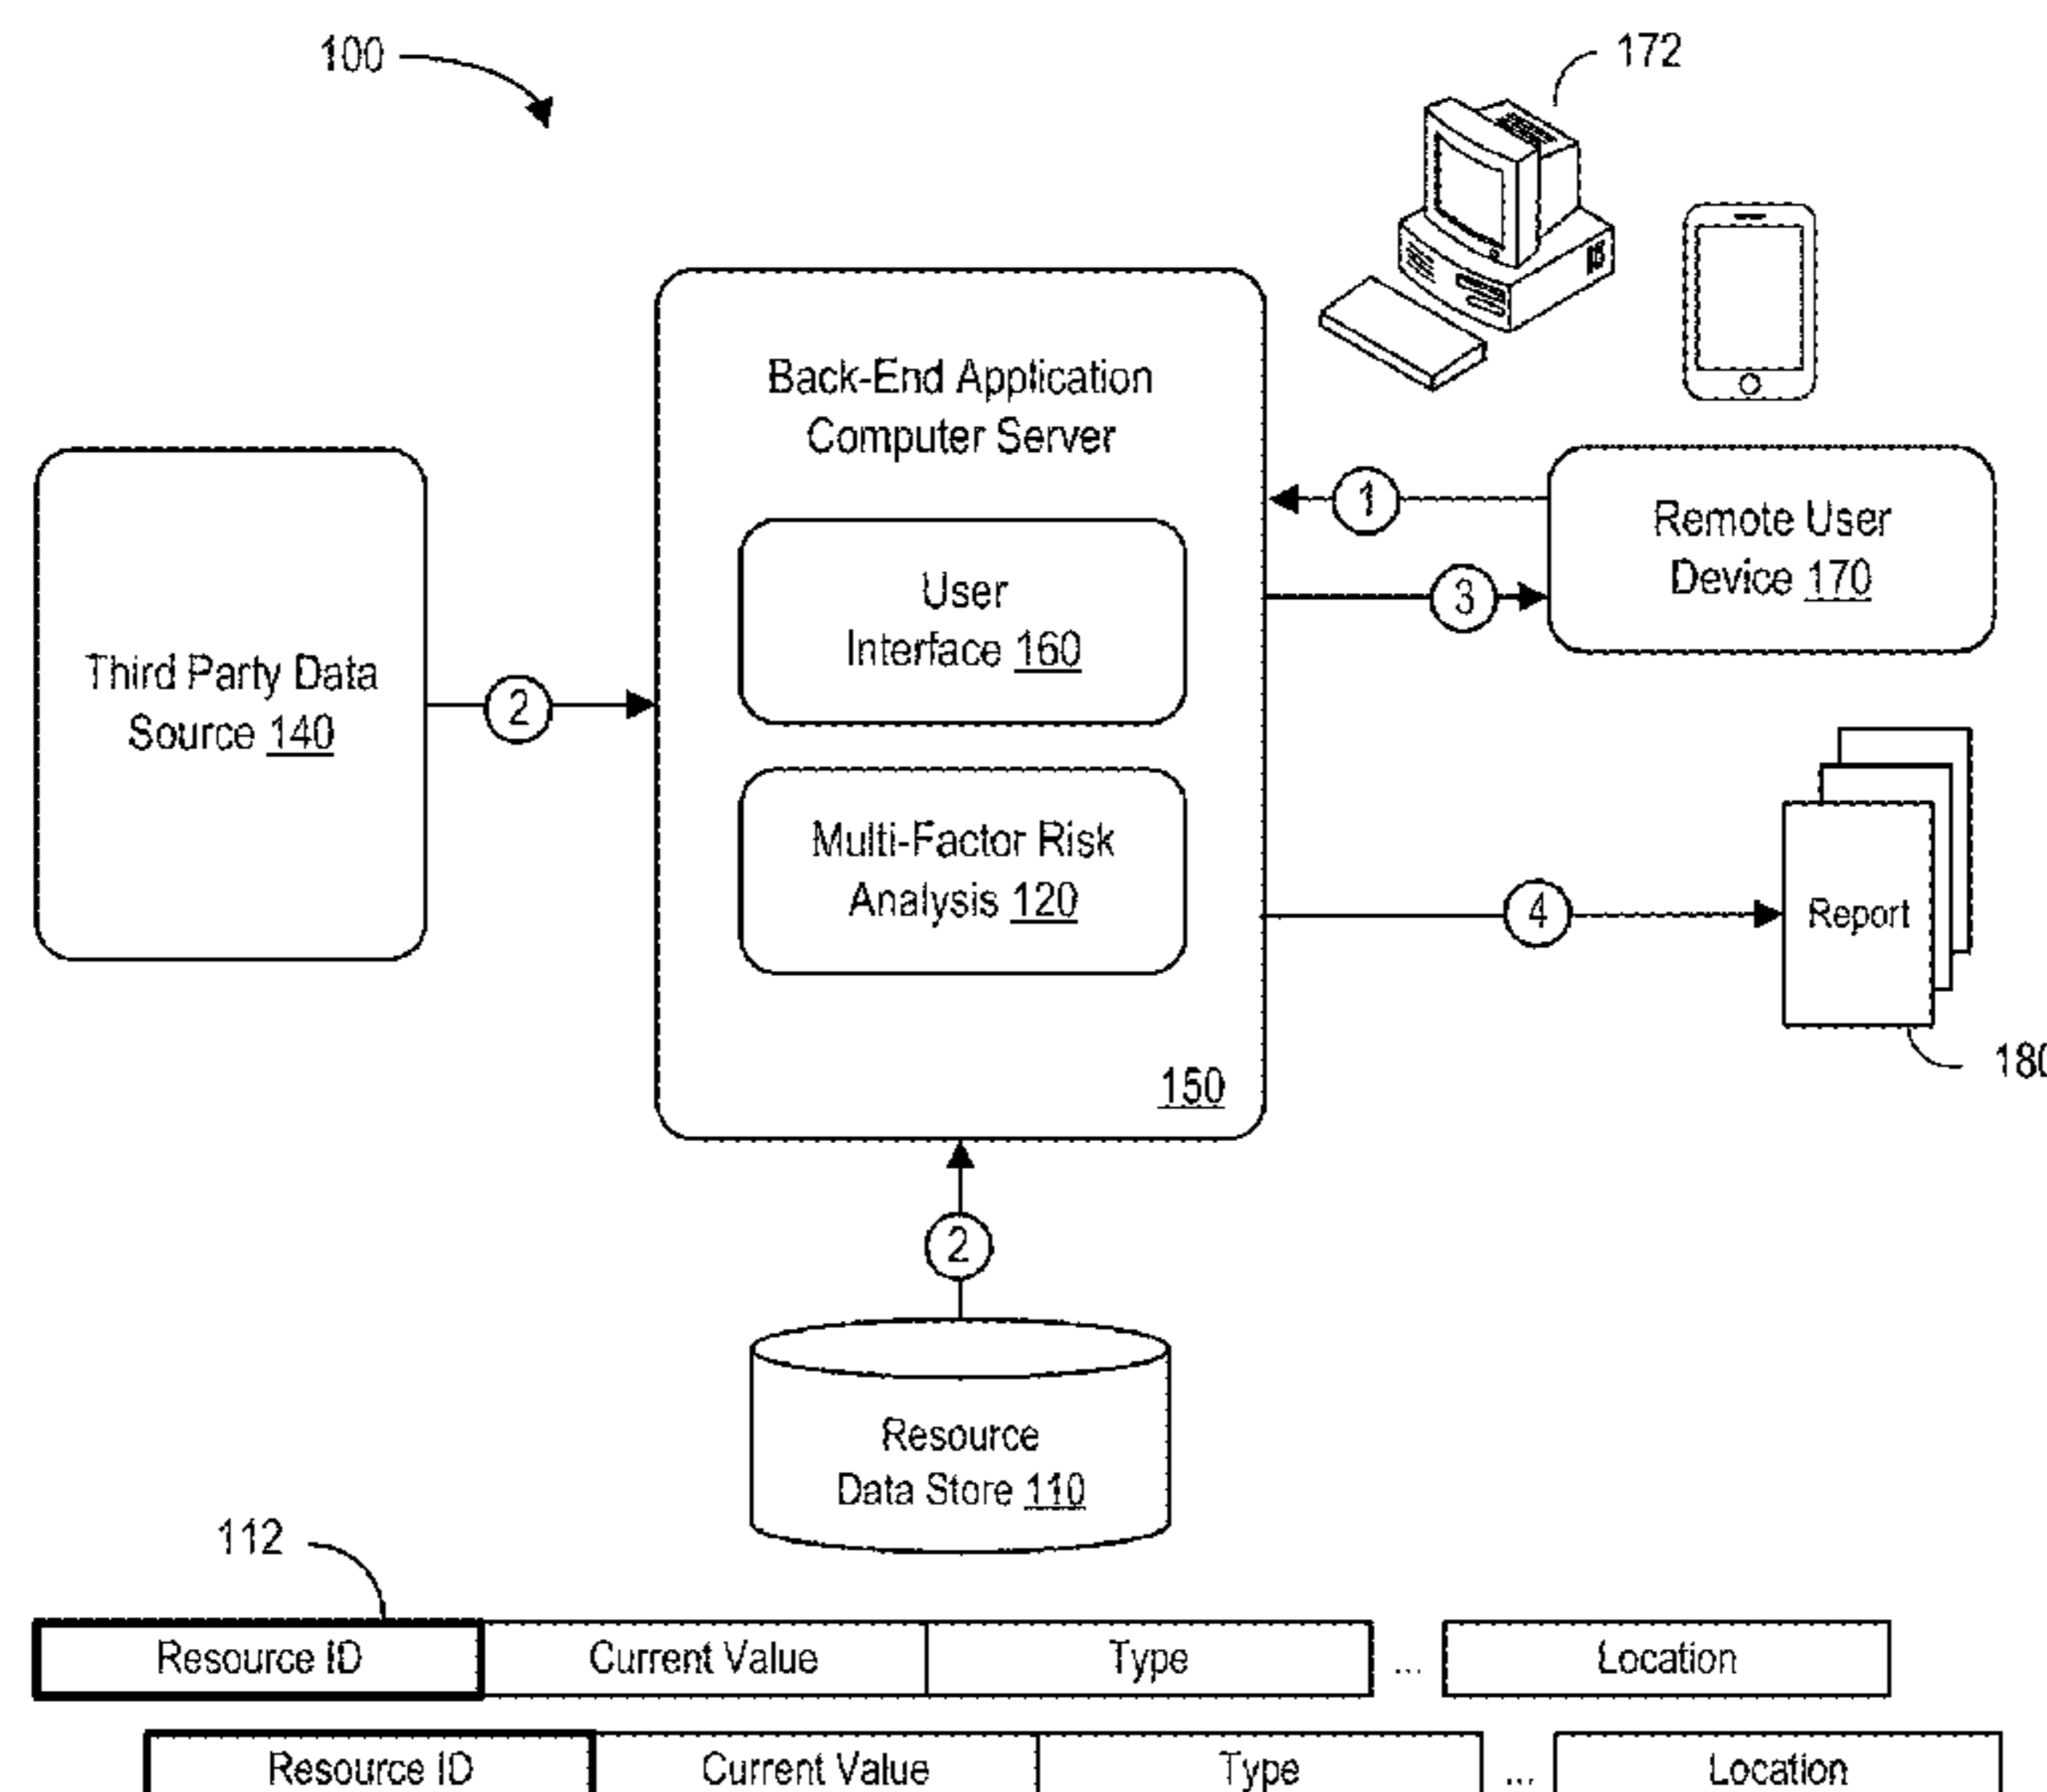 100
172
Back-End Application
Computer Server
1
Remote User
Device 170
User
Interface 160
3
Third Party Data
Source 140
2
Multi-Factor Risk
Analysis 120
4
Report
180
150
2
Resource
Data Store 110
112
Resource ID Current Value Type ... Location
Resource ID Current Value Type ... Location